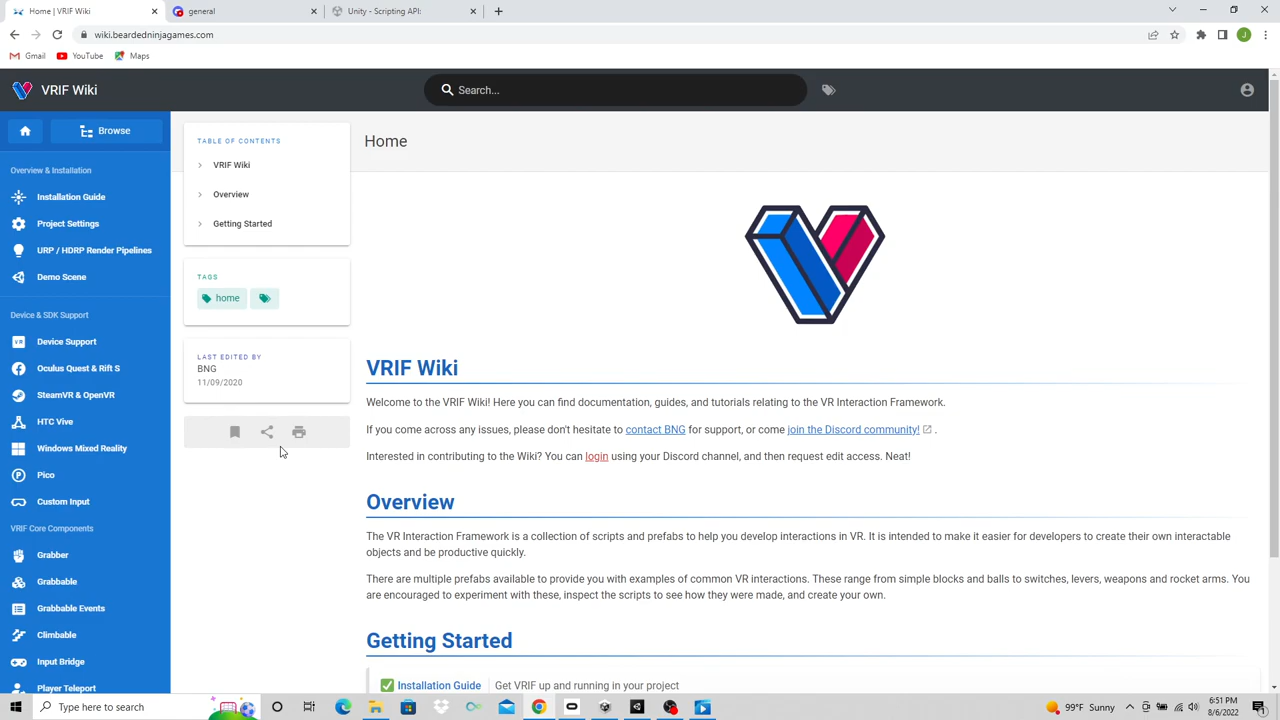 Home | VRIF Wiki
general
Unity - Scripting API:
wiki.beardedninjagames.com
J
Gmail
YouTube
Maps
VRIF Wiki
Search...
Browse
Overview & Installation
Installation Guide
Project Settings
URP / HDRP Render Pipelines
Demo Scene
Device & SDK Support
Device Support
Oculus Quest & Rift S
SteamVR & OpenVR
HTC Vive
Windows Mixed Reality
Pico
Custom Input
VRIF Core Components
Grabber
Grabbable
Grabbable Events
Climbable
Input Bridge
Player Teleport
TABLE OF CONTENTS
VRIF Wiki
Overview
Getting Started
TAGS
home
LAST EDITED BY
BNG
11/09/2020
Home
VRIF Wiki
Welcome to the VRIF Wiki! Here you can find documentation, guides, and tutorials relating to the VR Interaction Framework.
If you come across any issues, please don't hesitate to contact BNG for support, or come join the Discord community! .
Interested in contributing to the Wiki? You can login using your Discord channel, and then request edit access. Neat!
Overview
The VR Interaction Framework is a collection of scripts and prefabs to help you develop interactions in VR. It is intended to make it easier for developers to create their own interactable
objects and be productive quickly.
There are multiple prefabs available to provide you with examples of common VR interactions. These range from simple blocks and balls to switches, levers, weapons and rocket arms. You
are encouraged to experiment with these, inspect the scripts to see how they were made, and create your own.
Getting Started
Installation Guide
Get VRIF up and running in your project
Type here to search
99°F Sunny
6:51 PM
8/6/2022